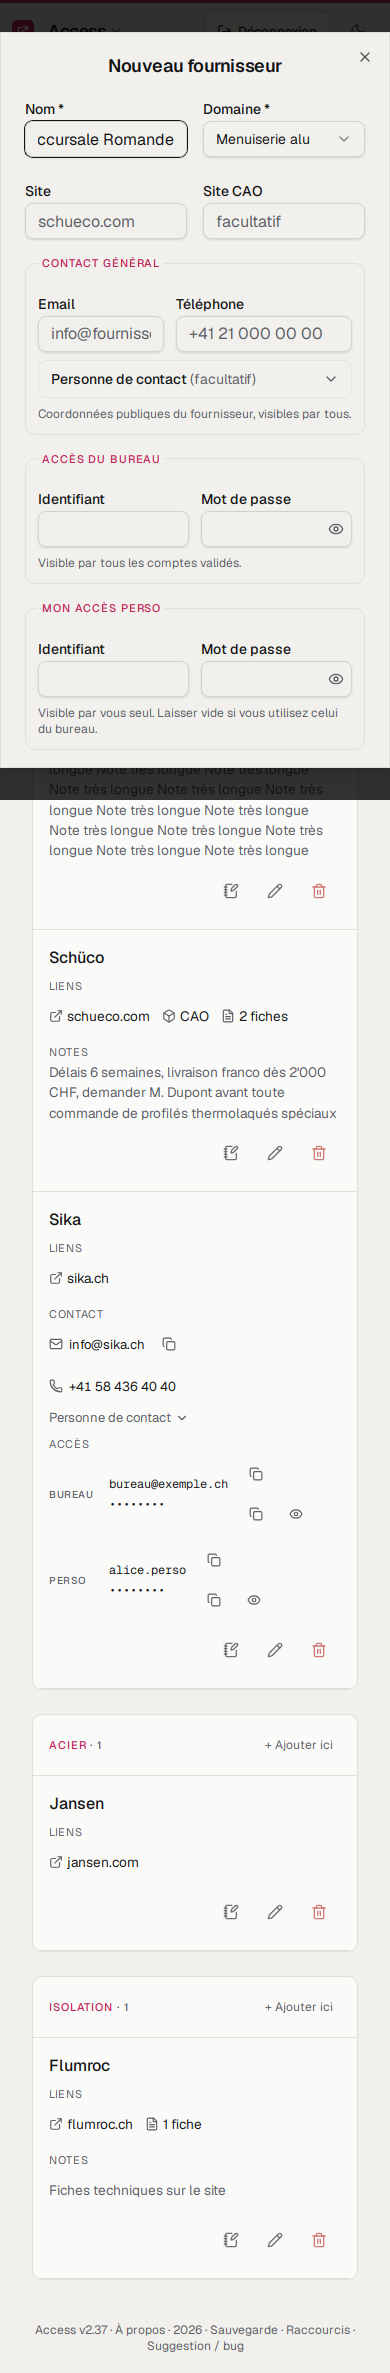 Access
Déconnexion
Nouveau fournisseur
Nom * Domaine *
ccursale Romande Menuiserie alu
Site Site CAO
schueco.com facultatif
CONTACT GÉNÉRAL
Email Téléphone
info@fourniss +41 21 000 00 00
Personne de contact (facultatif)
Coordonnées publiques du fournisseur, visibles par tous.
ACCÈS DU BUREAU
Identifiant Mot de passe
Visible par tous les comptes validés.
MON ACCÈS PERSO
Identifiant Mot de passe
Visible par vous seul. Laisser vide si vous utilisez celui
du bureau.
longue Note très longue Note très longue
Note très longue Note très longue Note très
longue Note très longue Note très longue
Note très longue Note très longue Note très
longue Note très longue Note très longue
Schüco
LIENS
schueco.com CAO 2 fiches
NOTES
Délais 6 semaines, livraison franco dès 2'000
CHF, demander M. Dupont avant toute
commande de profilés thermolaqués spéciaux
Sika
LIENS
sika.ch
CONTACT
info@sika.ch
+41 58 436 40 40
Personne de contact
ACCÈS
BUREAU bureau@exemple.ch
••••••••
PERSO alice.perso
••••••••
ACIER · 1 + Ajouter ici
Jansen
LIENS
jansen.com
ISOLATION · 1 + Ajouter ici
Flumroc
LIENS
flumroc.ch 1 fiche
NOTES
Fiches techniques sur le site
Access v2.37 · À propos · 2026 · Sauvegarde · Raccourcis ·
Suggestion / bug